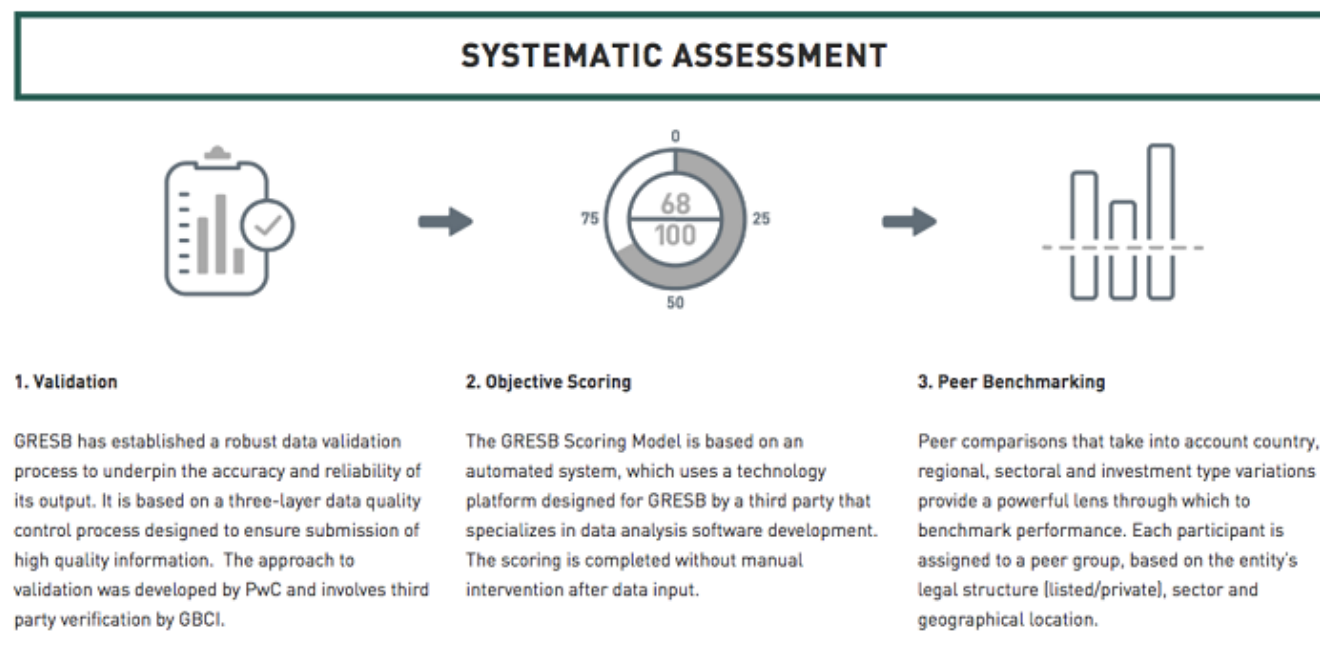 SYSTEMATIC ASSESSMENT
0
68
100
75
25
50
1. Validation
GRESB has established a robust data validation
process to underpin the accuracy and reliability of
its output. It is based on a three-layer data quality
control process designed to ensure submission of
high quality information.  The approach to
validation was developed by PwC and involves third
party verification by GBCI.
2. Objective Scoring
The GRESB Scoring Model is based on an
automated system, which uses a technology
platform designed for GRESB by a third party that
specializes in data analysis software development.
The scoring is completed without manual
intervention after data input.
3. Peer Benchmarking
Peer comparisons that take into account country,
regional, sectoral and investment type variations
provide a powerful lens through which to
benchmark performance. Each participant is
assigned to a peer group, based on the entity's
legal structure (listed/private), sector and
geographical location.